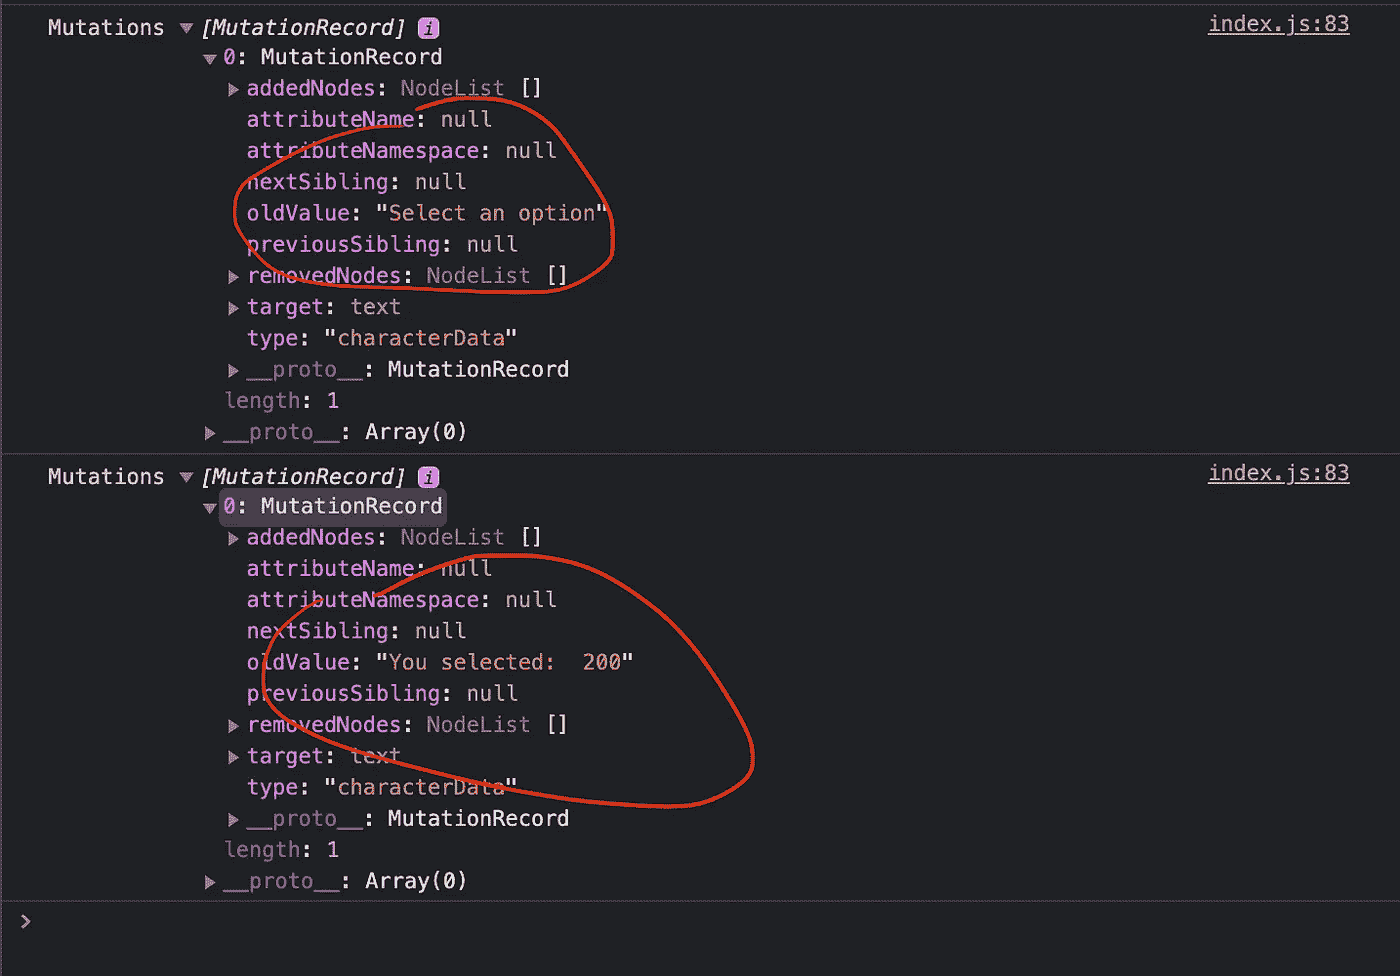 Mutations ▼ [MutationRecord] i index.js:83
▼ 0: MutationRecord
▶ addedNodes: NodeList []
attributeName: null
attributeNamespace: null
nextSibling: null
oldValue: "Select an option"
previousSibling: null
▶ removedNodes: NodeList []
▶ target: text
type: "characterData"
▶ __proto__: MutationRecord
length: 1
▶ __proto__: Array(0)
Mutations ▼ [MutationRecord] i index.js:83
▼ 0: MutationRecord
▶ addedNodes: NodeList []
attributeName: null
attributeNamespace: null
nextSibling: null
oldValue: "You selected:  200"
previousSibling: null
▶ removedNodes: NodeList []
▶ target: text
type: "characterData"
▶ __proto__: MutationRecord
length: 1
▶ __proto__: Array(0)
>